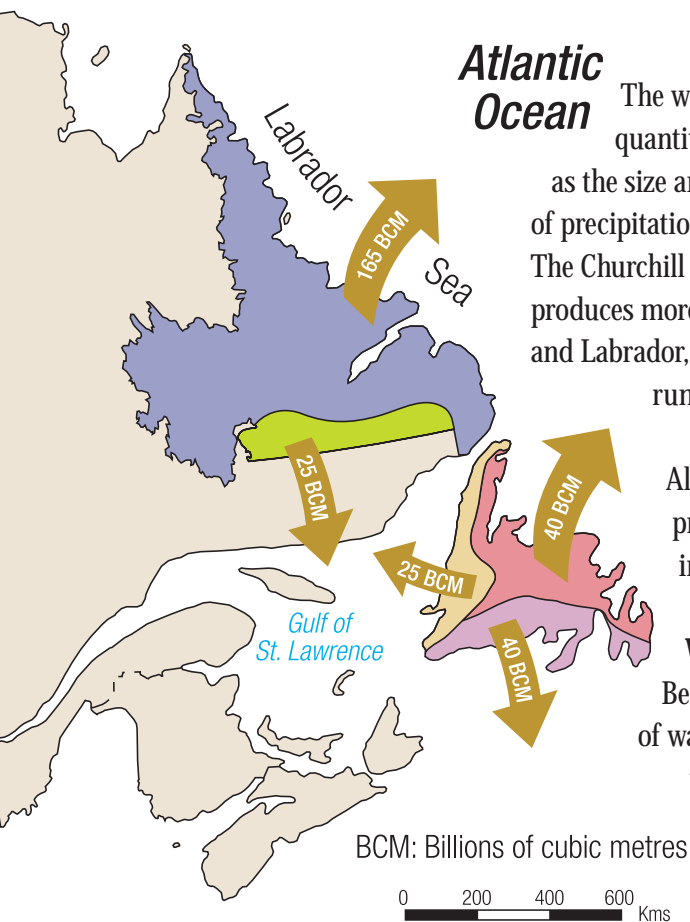 Atlantic
Ocean
The w
quantit
as the size ar
of precipitatio
The Churchill
produces more
and Labrador,
run
Al
pr
in
W
Be
of wa
Labrador
Sea
165 BCM
25 BCM
40 BCM
25 BCM
40 BCM
Gulf of
St. Lawrence
BCM: Billions of cubic metres
0 200 400 600
Kms